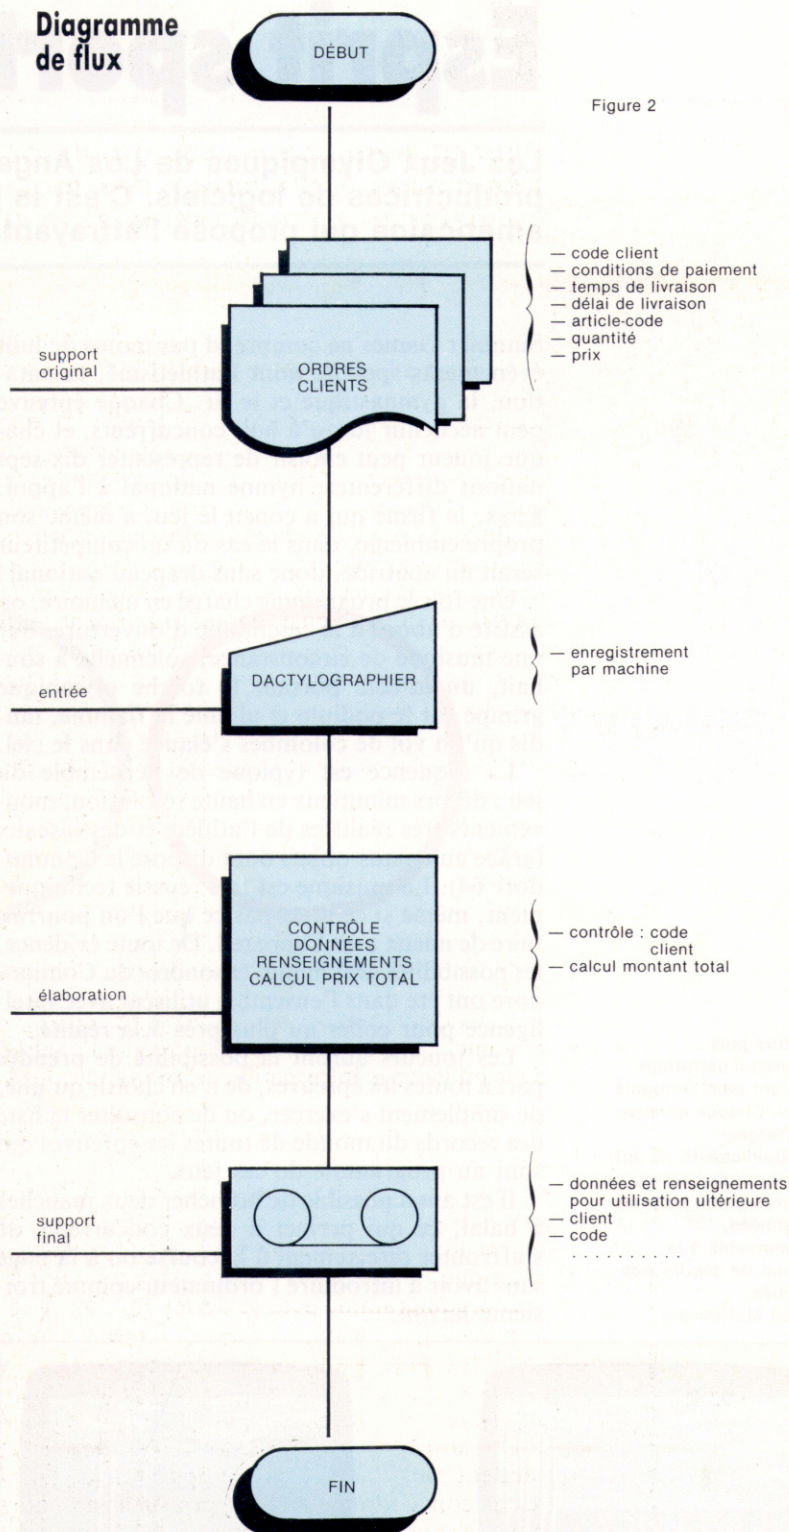 Diagramme
de flux
DÉBUT
Figure 2
— code client
— conditions de paiement
— temps de livraison
— délai de livraison
— article-code
— quantité
— prix
support
original
ORDRES
CLIENTS
DACTYLOGRAPHIER
— enregistrement
par machine
entrée
CONTRÔLE
DONNÉES
RENSEIGNEMENTS
CALCUL PRIX TOTAL
— contrôle : code
client
— calcul montant total
élaboration
— données et renseignements
pour utilisation ultérieure
— client
— code
. . . . . . . . . .
support
final
FIN